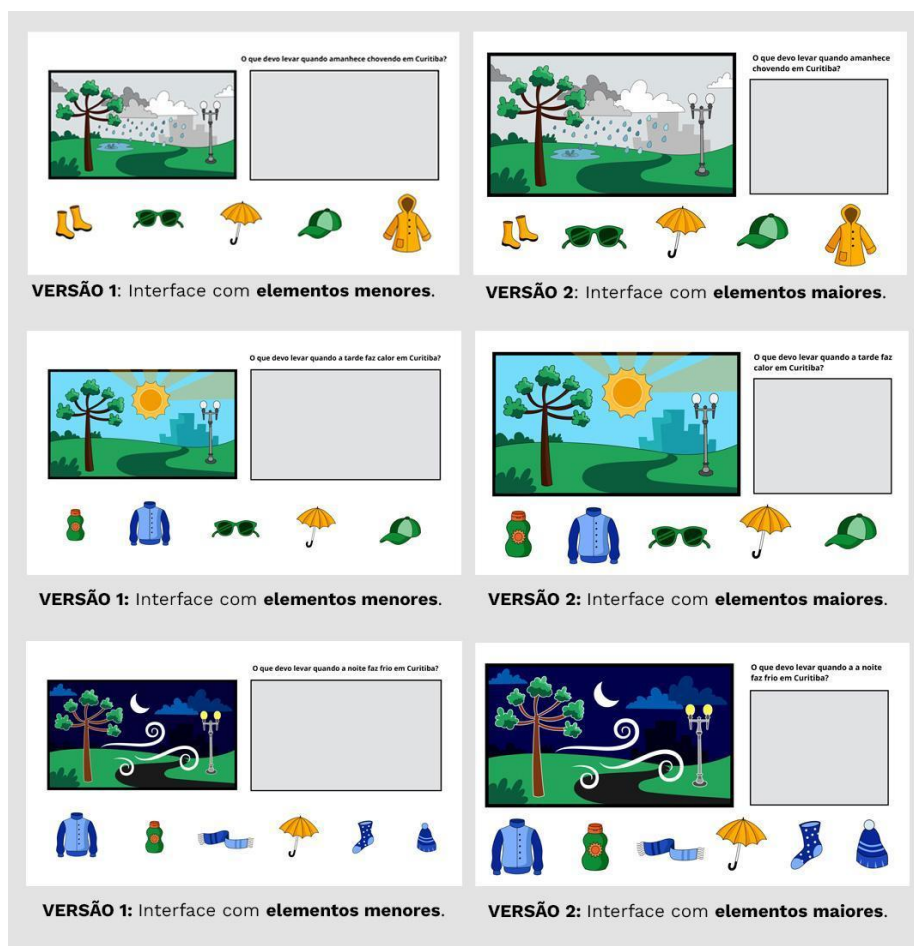 O que devo levar quando amanhece chovendo em Curitiba?
O que devo levar quando amanhece
chovendo em Curitiba?
VERSÃO 1: Interface com elementos menores.
VERSÃO 2: Interface com elementos maiores.
O que devo levar quando a tarde faz calor em Curitiba?
O que devo levar quando a tarde faz
calor em Curitiba?
VERSÃO 1: Interface com elementos menores.
VERSÃO 2: Interface com elementos maiores.
O que devo levar quando a noite faz frio em Curitiba?
O que devo levar quando a a noite
faz frio em Curitiba?
VERSÃO 1: Interface com elementos menores.
VERSÃO 2: Interface com elementos maiores.